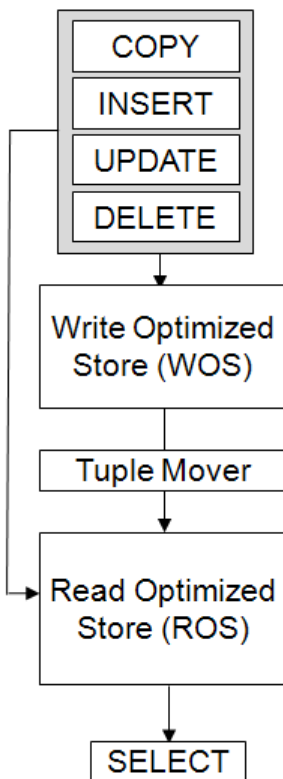 COPY
INSERT
UPDATE
DELETE
Write Optimized
Store (WOS)
Tuple Mover
Read Optimized
Store (ROS)
SELECT